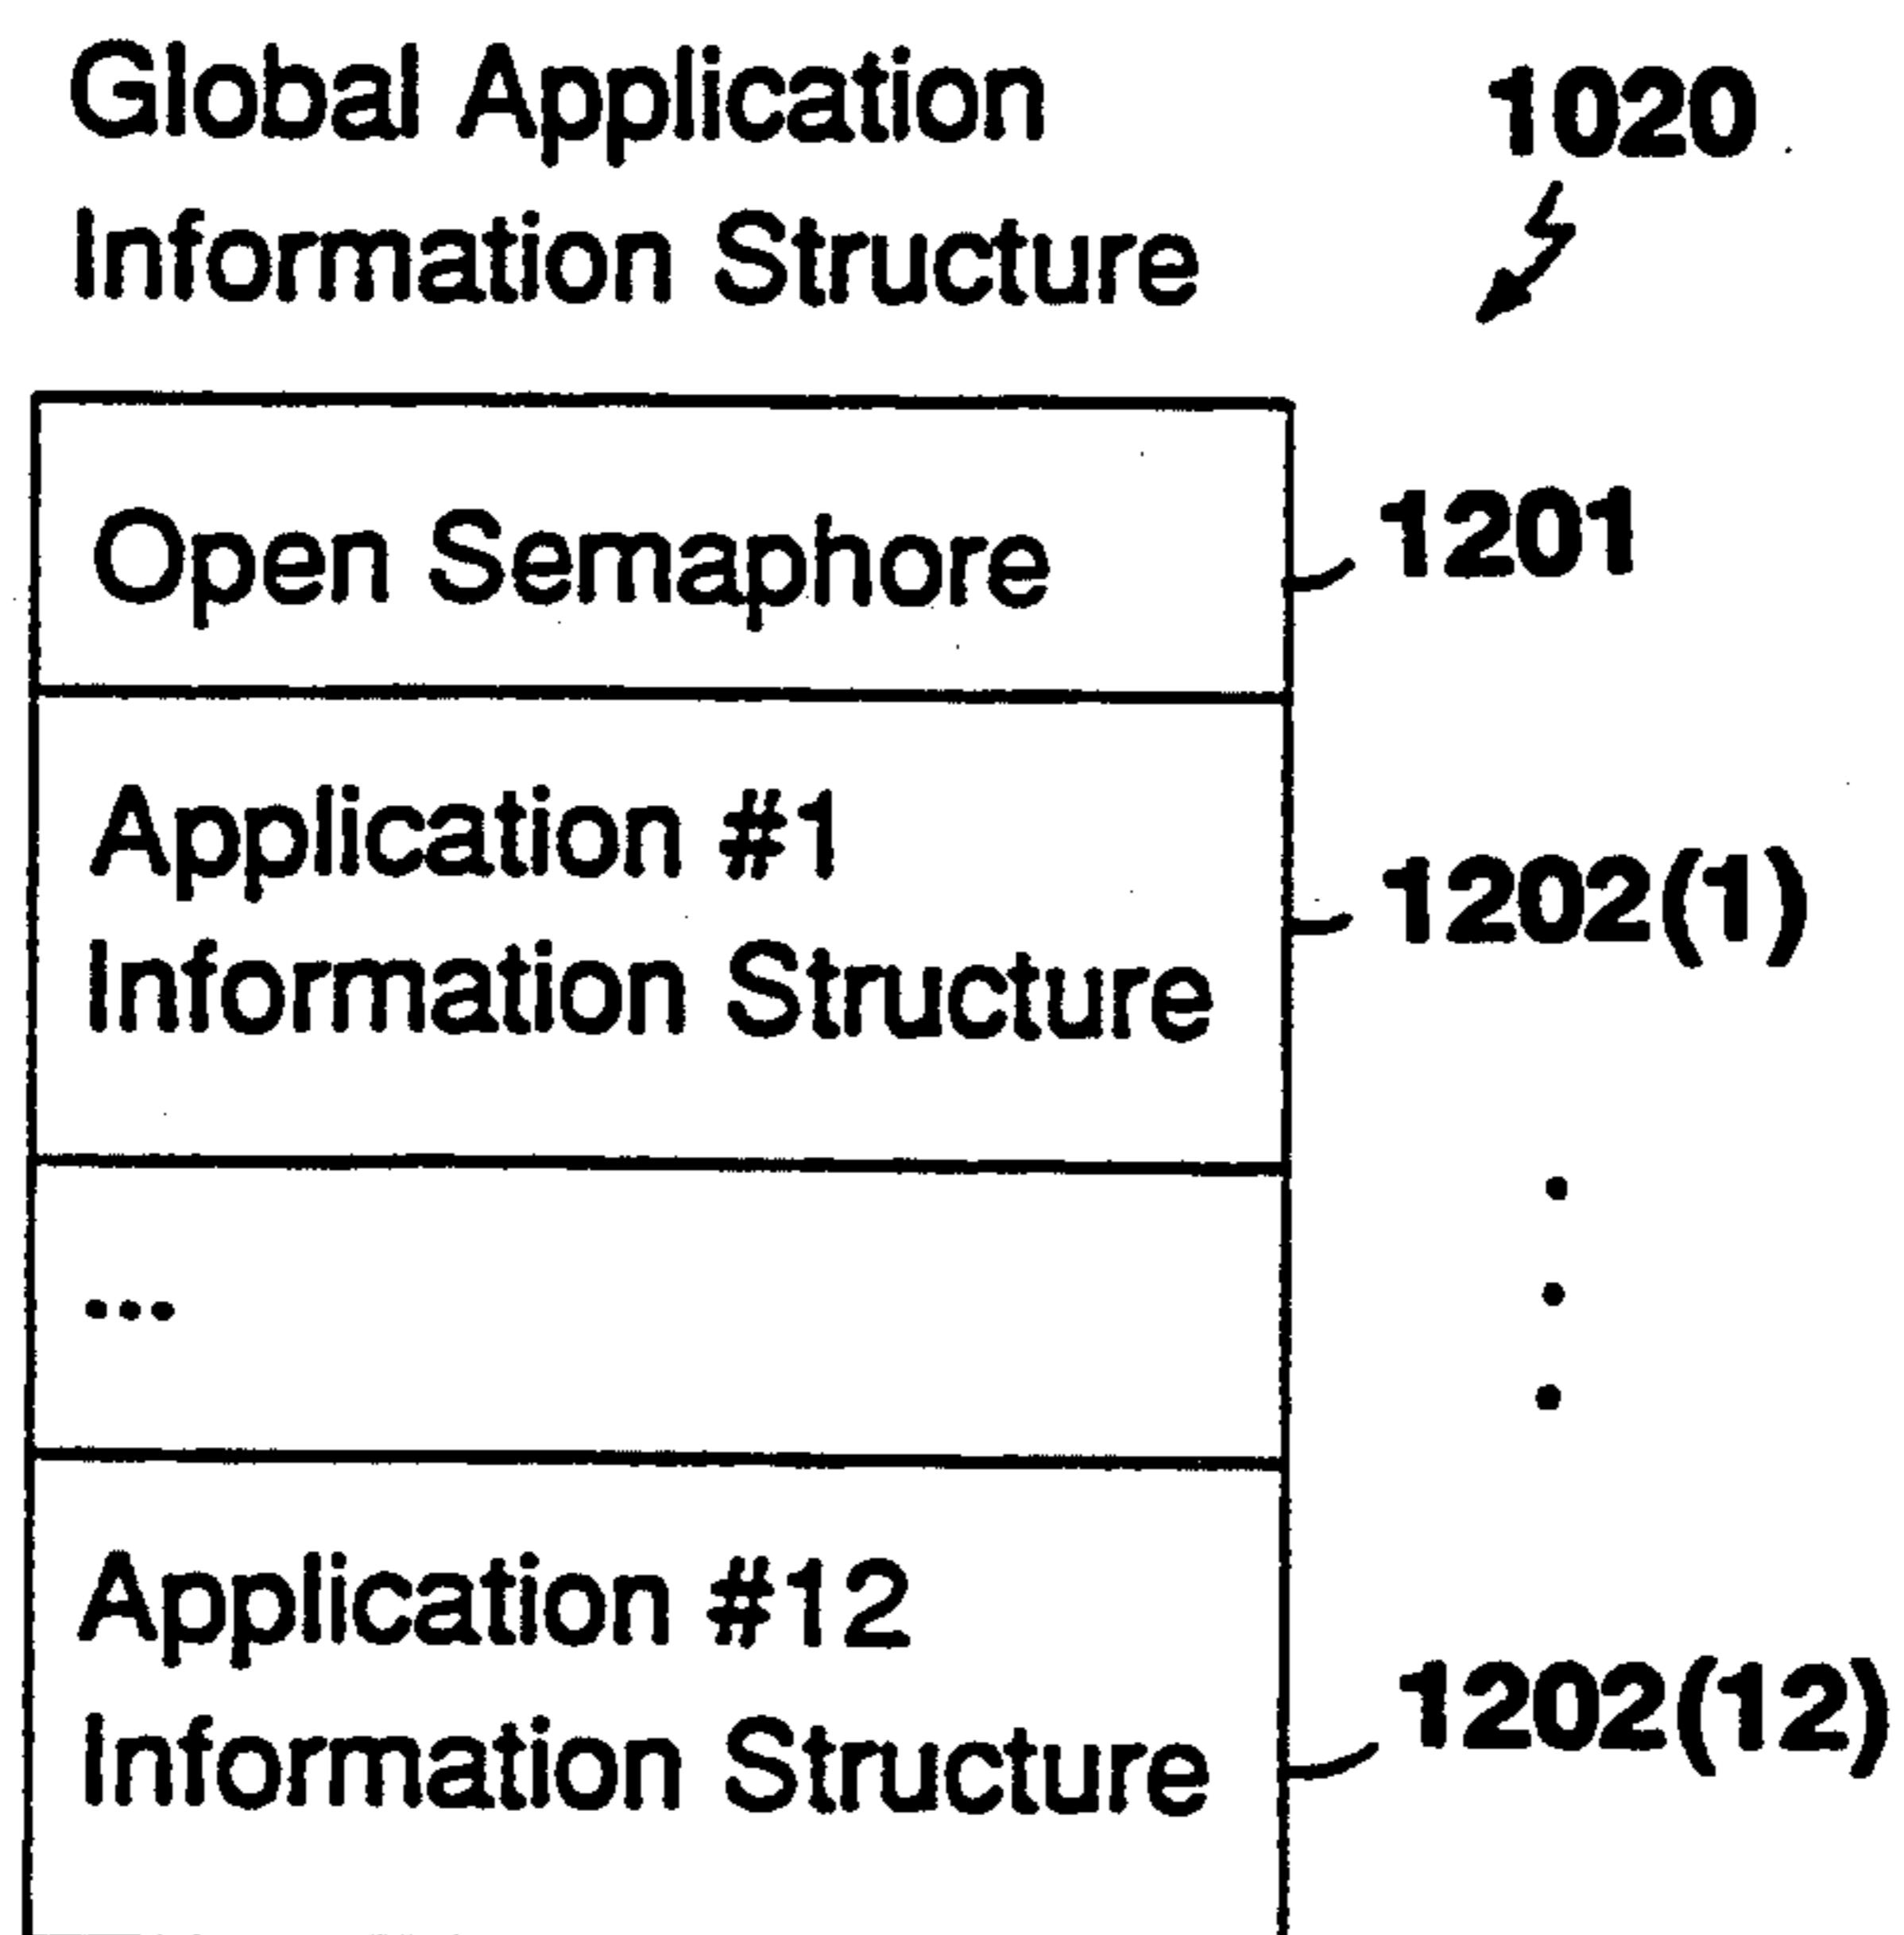 Global Application 1020
Information Structure
Open Semaphore 1201
Application #1
Information Structure 1202(1)
...
Application #12
Information Structure 1202(12)